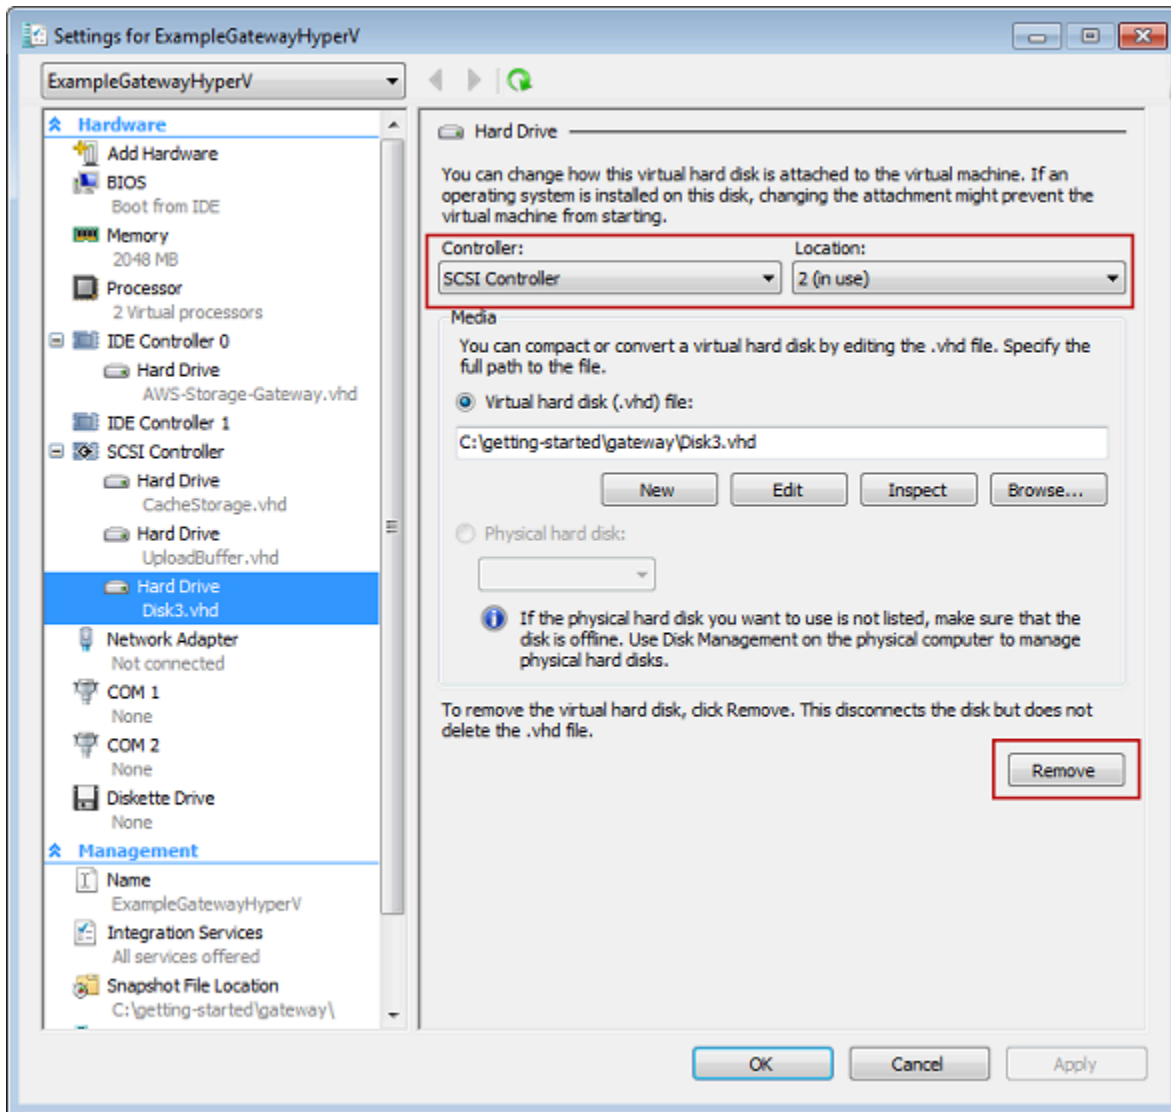 Settings for ExampleGatewayHyperV
ExampleGatewayHyperV
Hardware
Add Hardware
BIOS
Boot from IDE
Memory
2048 MB
Processor
2 Virtual processors
IDE Controller 0
Hard Drive
AWS-Storage-Gateway.vhd
IDE Controller 1
SCSI Controller
Hard Drive
CacheStorage.vhd
Hard Drive
UploadBuffer.vhd
Hard Drive
Disk3.vhd
Network Adapter
Not connected
COM 1
None
COM 2
None
Diskette Drive
None
Management
Name
ExampleGatewayHyperV
Integration Services
All services offered
Snapshot File Location
C:\getting-started\gateway\
Hard Drive
You can change how this virtual hard disk is attached to the virtual machine. If an
operating system is installed on this disk, changing the attachment might prevent the
virtual machine from starting.
Controller: Location:
SCSI Controller 2 (in use)
Media
You can compact or convert a virtual hard disk by editing the .vhd file. Specify the
full path to the file.
Virtual hard disk (.vhd) file:
C:\getting-started\gateway\Disk3.vhd
New Edit Inspect Browse...
Physical hard disk:
If the physical hard disk you want to use is not listed, make sure that the
disk is offline. Use Disk Management on the physical computer to manage
physical hard disks.
To remove the virtual hard disk, click Remove. This disconnects the disk but does not
delete the .vhd file.
Remove
OK Cancel Apply